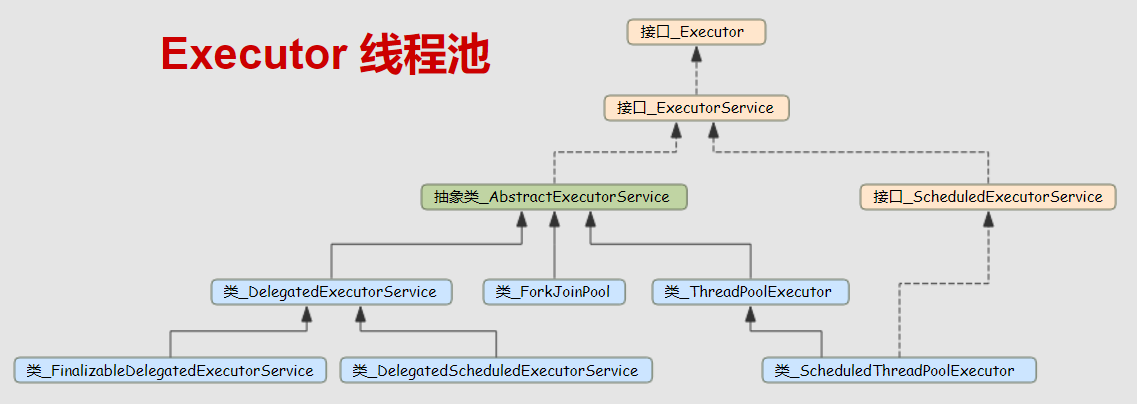 Executor 线程池
接口_Executor
接口_ExecutorService
抽象类_AbstractExecutorService
接口_ScheduledExecutorService
类_DelegatedExecutorService
类_ForkJoinPool
类_ThreadPoolExecutor
类_FinalizableDelegatedExecutorService
类_DelegatedScheduledExecutorService
类_ScheduledThreadPoolExecutor